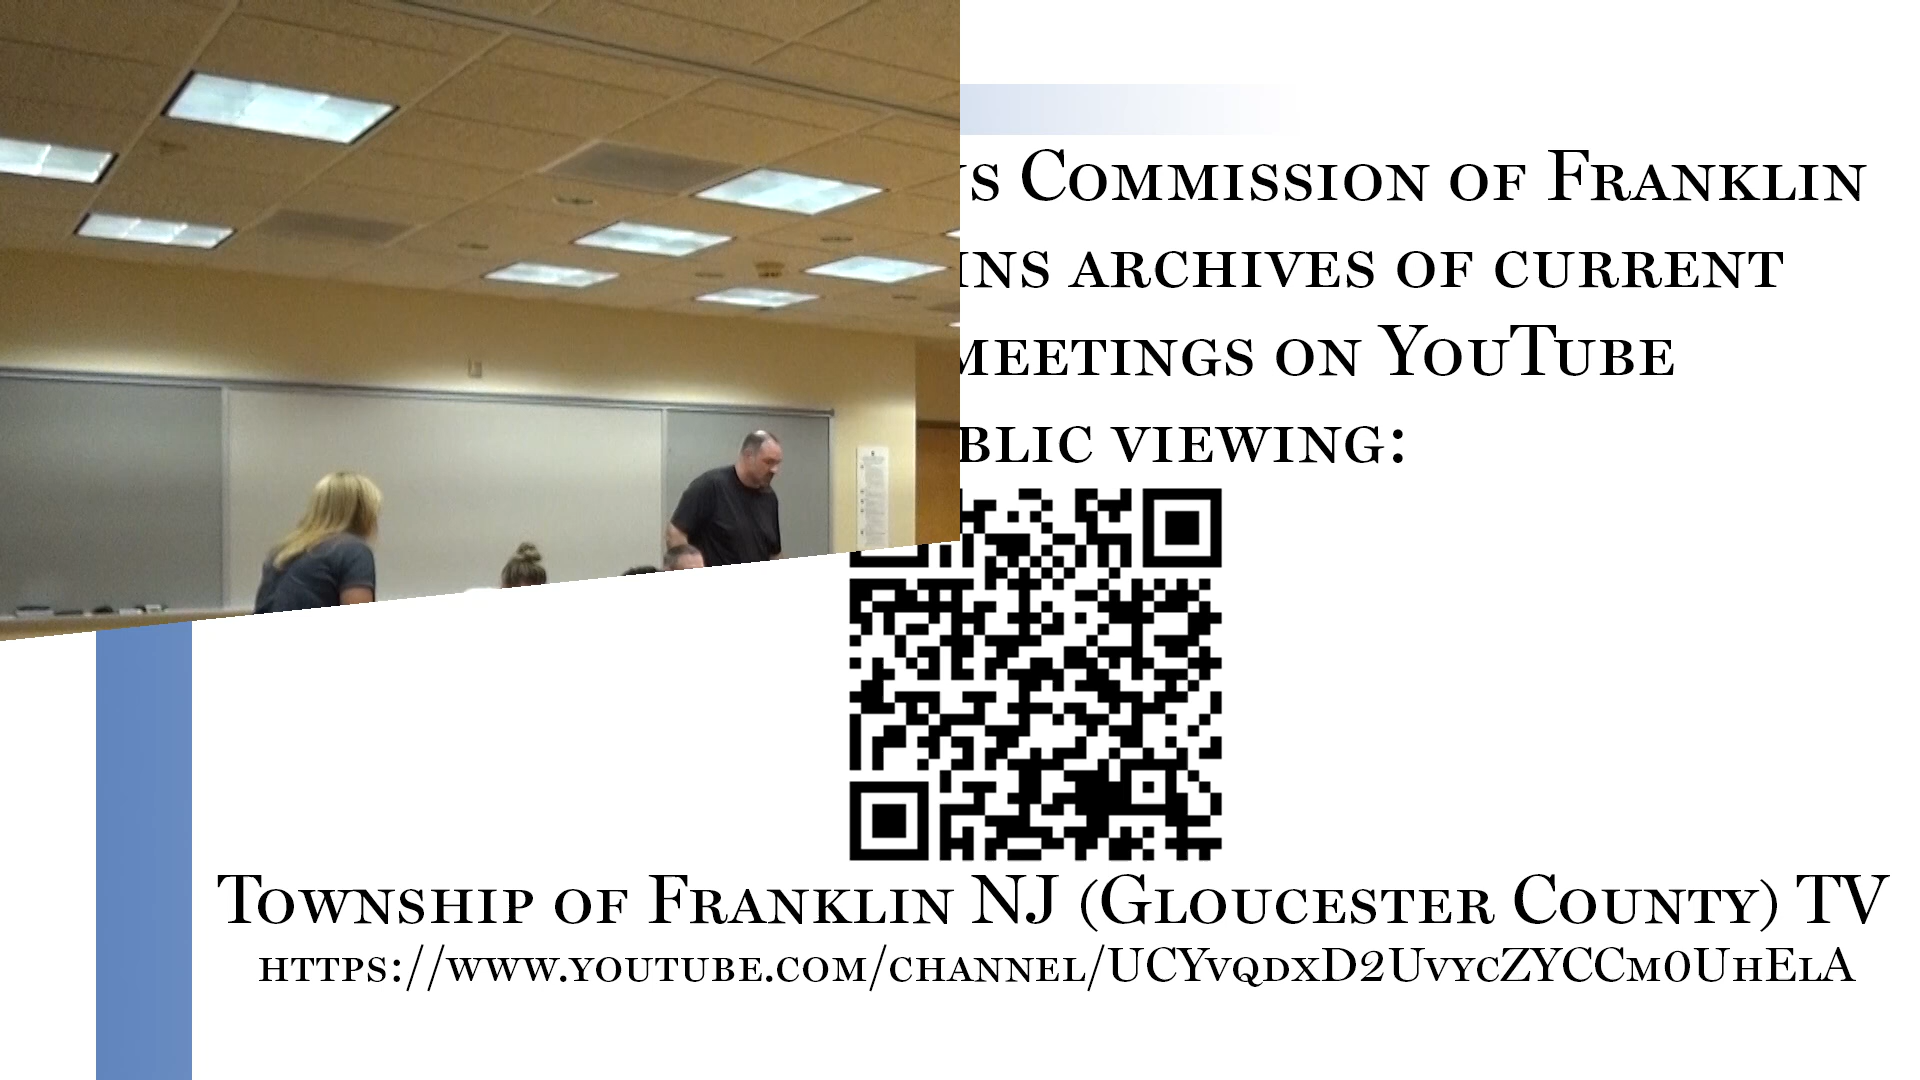 s Commission of Franklin
ins archives of current
meetings on YouTube
blic viewing:
Township of Franklin NJ (Gloucester County) TV
https://www.youtube.com/channel/UCYvqdxD2UvycZYCCm0UhElA